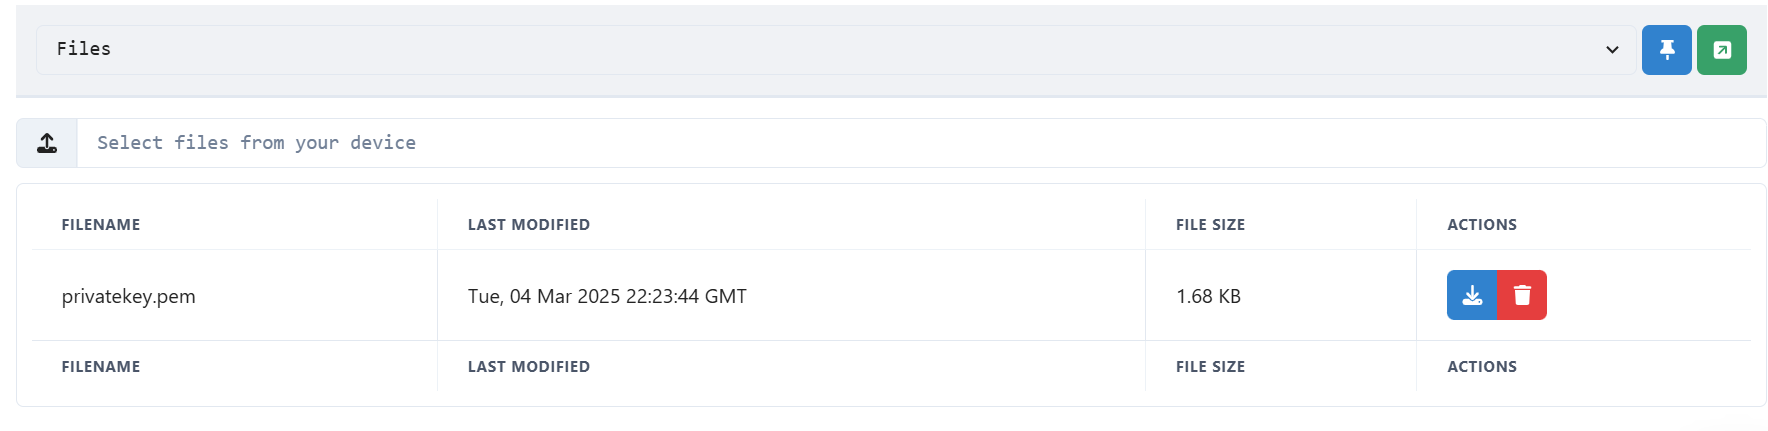 Files
Select files from your device
FILENAME LAST MODIFIED FILE SIZE ACTIONS
privatekey.pem Tue, 04 Mar 2025 22:23:44 GMT 1.68 KB
FILENAME LAST MODIFIED FILE SIZE ACTIONS